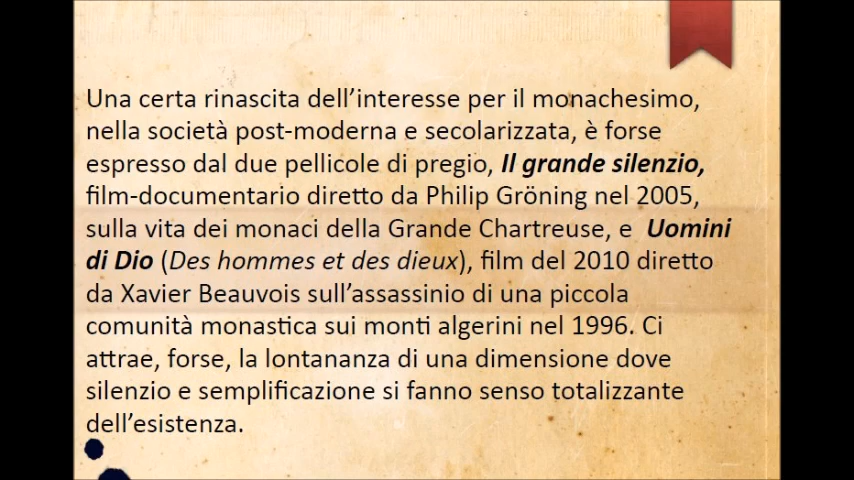 Una certa rinascita dell’interesse per il monachesimo,
nella società post-moderna e secolarizzata, è forse
espresso dal due pellicole di pregio, Il grande silenzio,
film-documentario diretto da Philip Gröning nel 2005,
sulla vita dei monaci della Grande Chartreuse, e Uomini
di Dio (Des hommes et des dieux), film del 2010 diretto
da Xavier Beauvois sull’assassinio di una piccola
comunità monastica sui monti algerini nel 1996. Ci
attrae, forse, la lontananza di una dimensione dove
silenzio e semplificazione si fanno senso totalizzante
dell’esistenza.